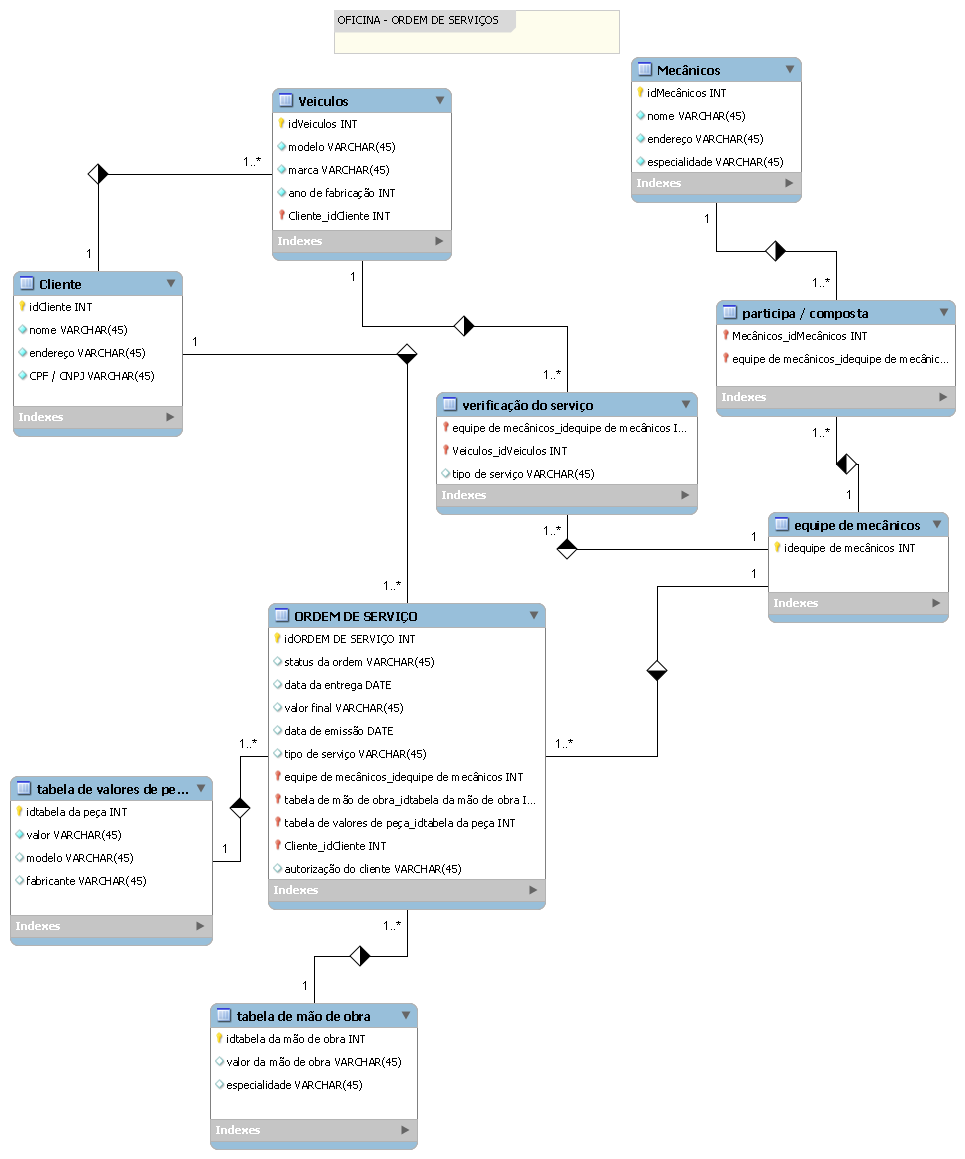 OFICINA - ORDEM DE SERVIÇOS
Mecânicos
idMecânicos INT
nome VARCHAR(45)
endereço VARCHAR(45)
especialidade VARCHAR(45)
Indexes
Veiculos
idVeiculos INT
modelo VARCHAR(45)
marca VARCHAR(45)
ano de fabricação INT
Cliente_idCliente INT
Indexes
1..*
1
1
1
1..*
Cliente
idCliente INT
nome VARCHAR(45)
endereço VARCHAR(45)
CPF / CNPJ VARCHAR(45)
Indexes
1
participa / composta
Mecânicos_idMecânicos INT
equipe de mecânicos_idequipe de mecânic...
Indexes
1..*
1..*
1
verificação do serviço
equipe de mecânicos_idequipe de mecânicos I...
Veiculos_idVeiculos INT
tipo de serviço VARCHAR(45)
Indexes
1..*
1
equipe de mecânicos
idequipe de mecânicos INT
Indexes
1
1..*
ORDEM DE SERVIÇO
idORDEM DE SERVIÇO INT
status da ordem VARCHAR(45)
data da entrega DATE
valor final VARCHAR(45)
data de emissão DATE
tipo de serviço VARCHAR(45)
equipe de mecânicos_idequipe de mecânicos INT
tabela de mão de obra_idtabela da mão de obra I...
tabela de valores de peça_idtabela da peça INT
Cliente_idCliente INT
autorização do cliente VARCHAR(45)
Indexes
1..*
1..*
1
tabela de valores de pe...
idtabela da peça INT
valor VARCHAR(45)
modelo VARCHAR(45)
fabricante VARCHAR(45)
Indexes
1..*
1
tabela de mão de obra
idtabela da mão de obra INT
valor da mão de obra VARCHAR(45)
especialidade VARCHAR(45)
Indexes